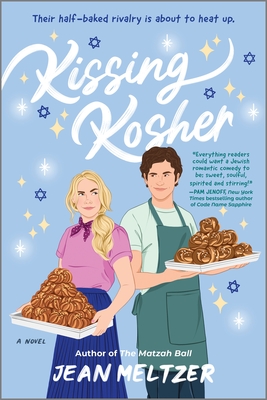 Their half-baked rivalry is about to heat up.
Kissing
Kosher
"Everything readers
could want a Jewish
romantic comedy to
be: sweet, soulful,
spirited and stirring!"
—PAM JENOFF, New York
Times bestselling author
of Code Name Sapphire
A NOVEL
Author of The Matzah Ball
JEAN MELTZER